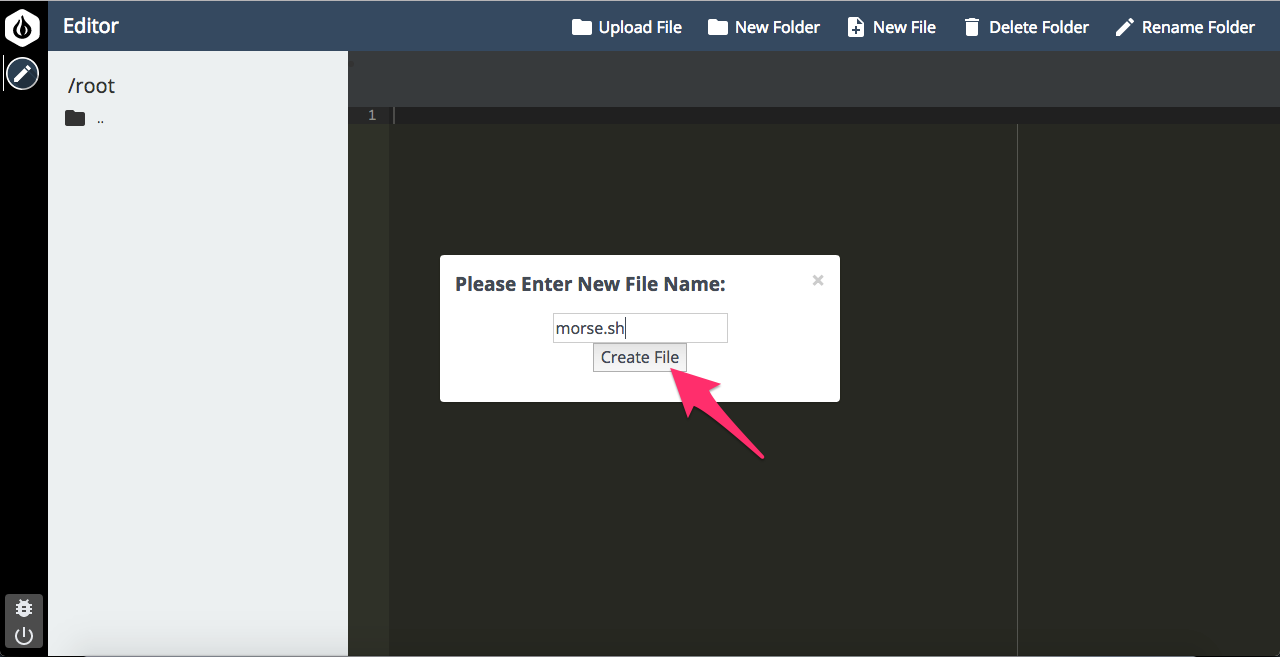 Editor
Upload File
New Folder
New File
Delete Folder
Rename Folder
/root
..
1
Please Enter New File Name:
×
morse.sh
Create File